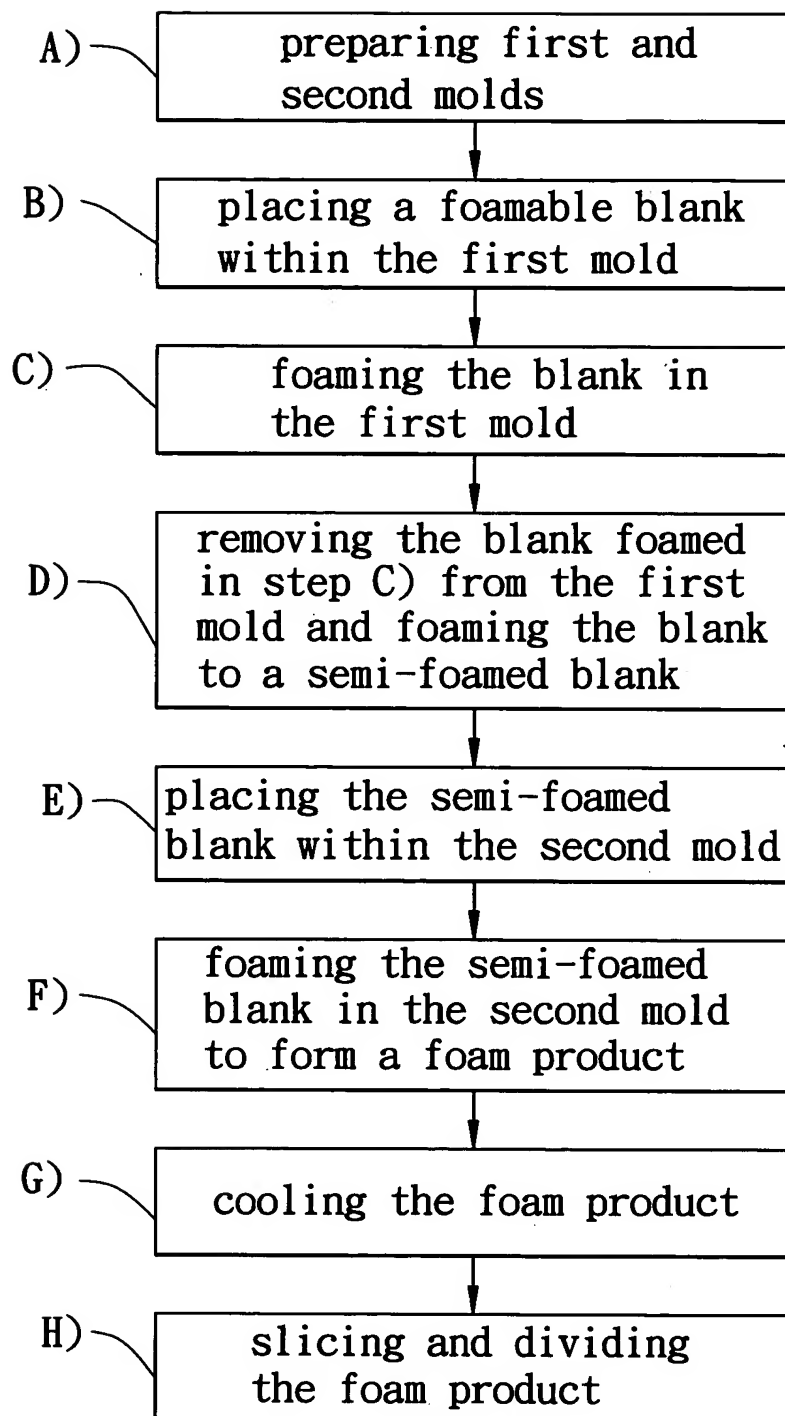 A)
preparing first and
second molds
B)
placing a foamable blank
within the first mold
C)
foaming the blank in
the first mold
D)
removing the blank foamed
in step C) from the first
mold and foaming the blank
to a semi-foamed blank
E)
placing the semi-foamed
blank within the second mold
F)
foaming the semi-foamed
blank in the second mold
to form a foam product
G)
cooling the foam product
H)
slicing and dividing
the foam product